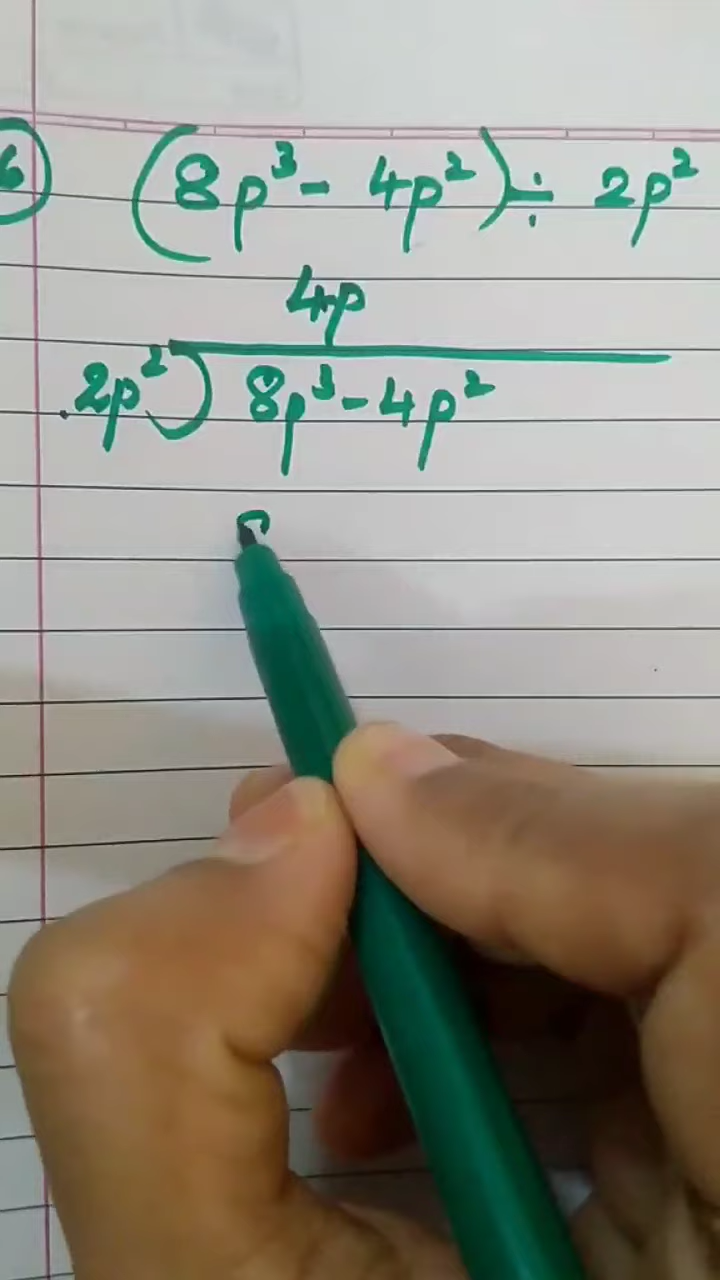 6 (8p³ - 4p²) ÷ 2p²
4p
2p² ) 8p³ - 4p²